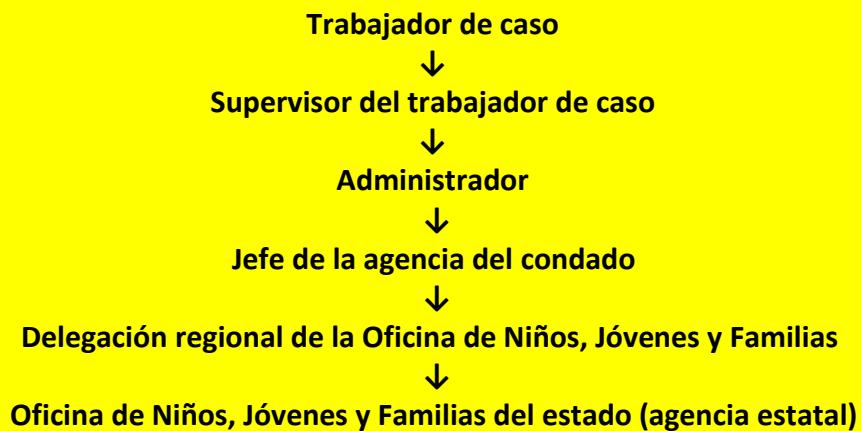 Trabajador de caso
↓
Supervisor del trabajador de caso
↓
Administrador
↓
Jefe de la agencia del condado
↓
Delegación regional de la Oficina de Niños, Jóvenes y Familias
↓
Oficina de Niños, Jóvenes y Familias del estado (agencia estatal)